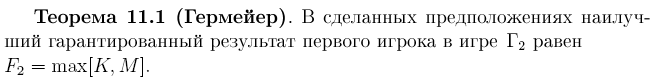 Теорема 11.1 (Гермейер). В сделанных предположениях наилуч-
ший гарантированный результат первого игрока в игре Γ₂ равен
F₂ = max[K, M].